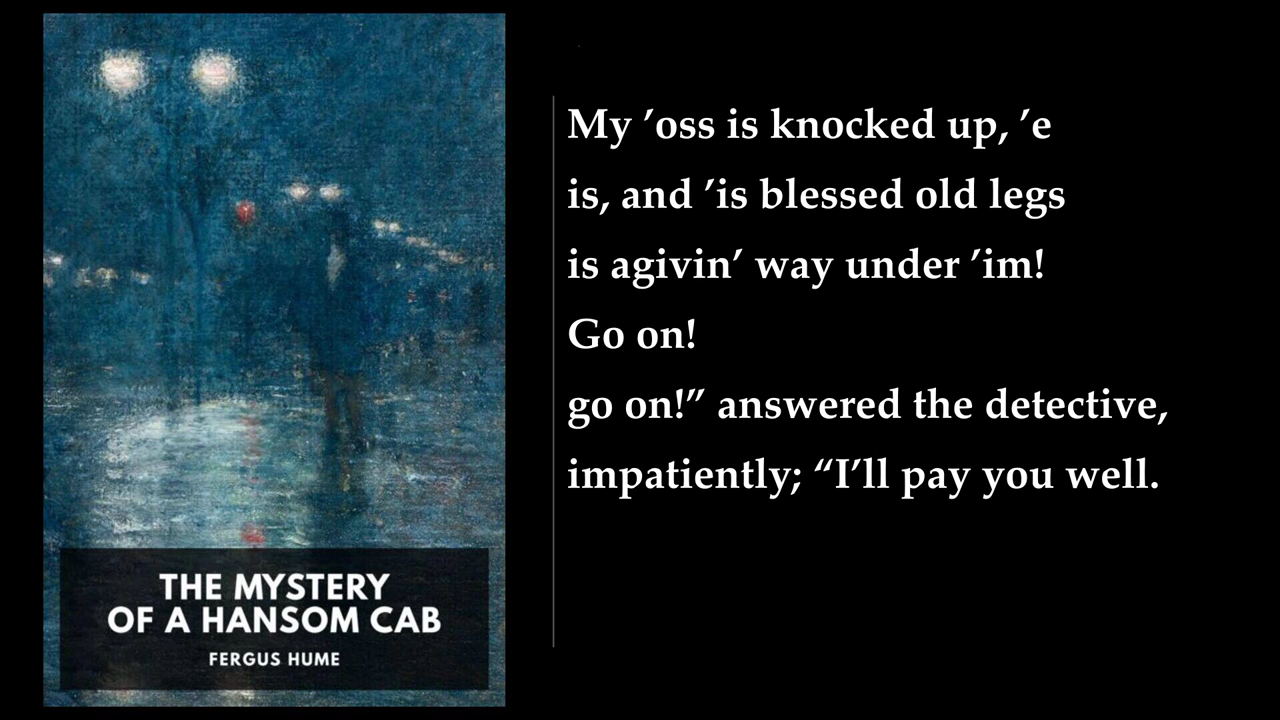 THE MYSTERY
OF A HANSOM CAB
FERGUS HUME
My ’oss is knocked up, ’e
is, and ’is blessed old legs
is agivin’ way under ’im!
Go on!
go on!” answered the detective,
impatiently; “I’ll pay you well.